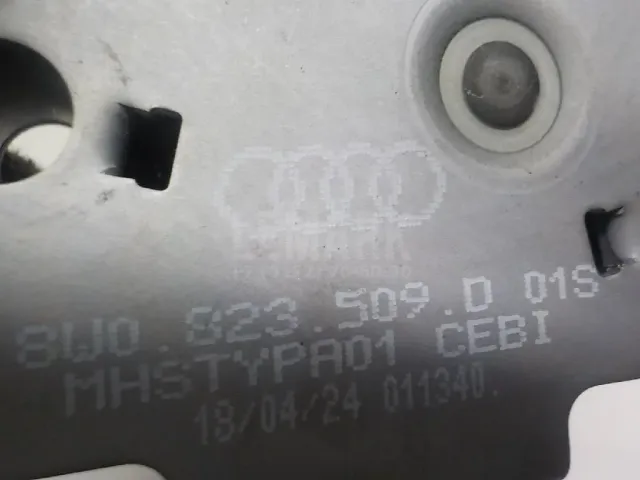 8W0.823.509.D 01S
MHSTYPA01 CEBI
18/04/24 011340.